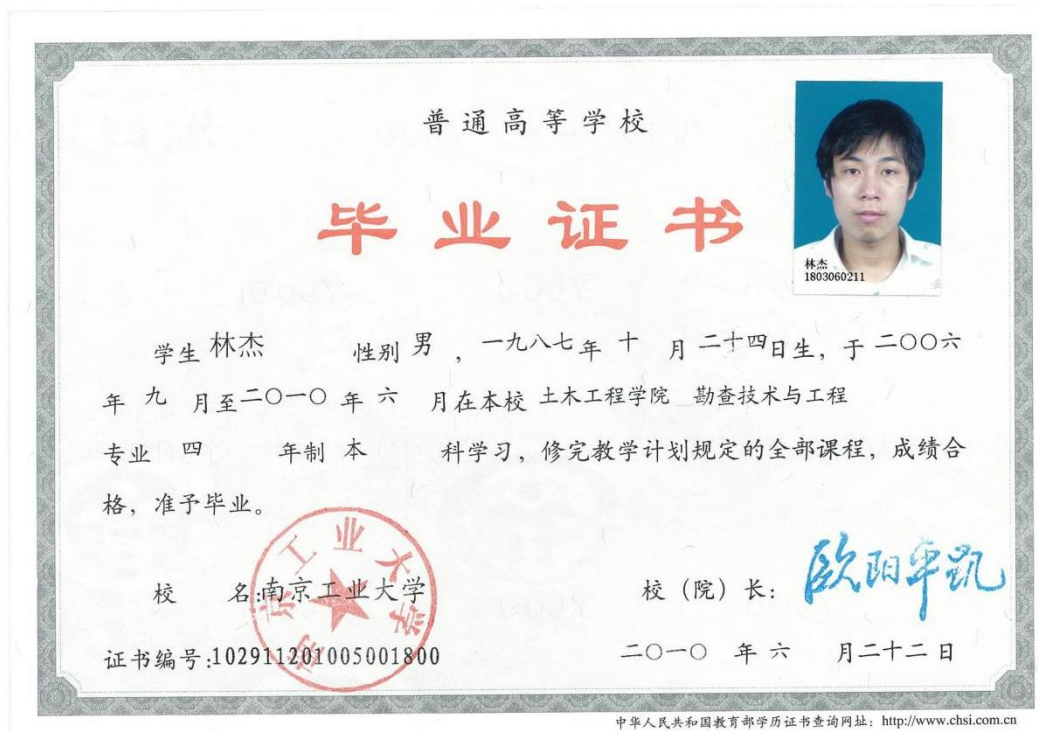 普通高等学校
毕业证书
林杰
1803060211
学生 林杰 性别 男 ，一九八七年 十 月 二十四日生，于 二〇〇六
年 九 月至二〇一〇 年 六 月在本校 土木工程学院 勘查技术与工程
专业 四 年制 本 科学习，修完教学计划规定的全部课程，成绩合
格，准予毕业。
南京工业大学
校 名:南京工业大学
校（院）长： 欧阳平凯
证书编号:102911201005001800
二〇一〇 年 六 月二十二日
中华人民共和国教育部学历证书查询网址：http://www.chsi.com.cn